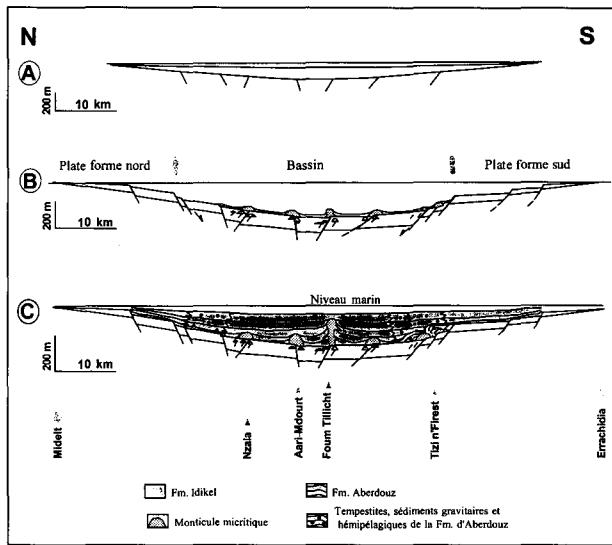 N S
A
200 m
10 km
Plate forme nord Bassin Plate forme sud
B
200 m
10 km
Niveau marin
C
200 m
10 km
Midelt
Nzala
Aari-Mdourt
Foum Tillicht
Tizi n'Firest
Errachidia
Fm. Idikel
Fm. Aberdouz
Monticule micritique
Tempestites, sédiments gravitaires et
hémipélagiques de la Fm. d'Aberdouz